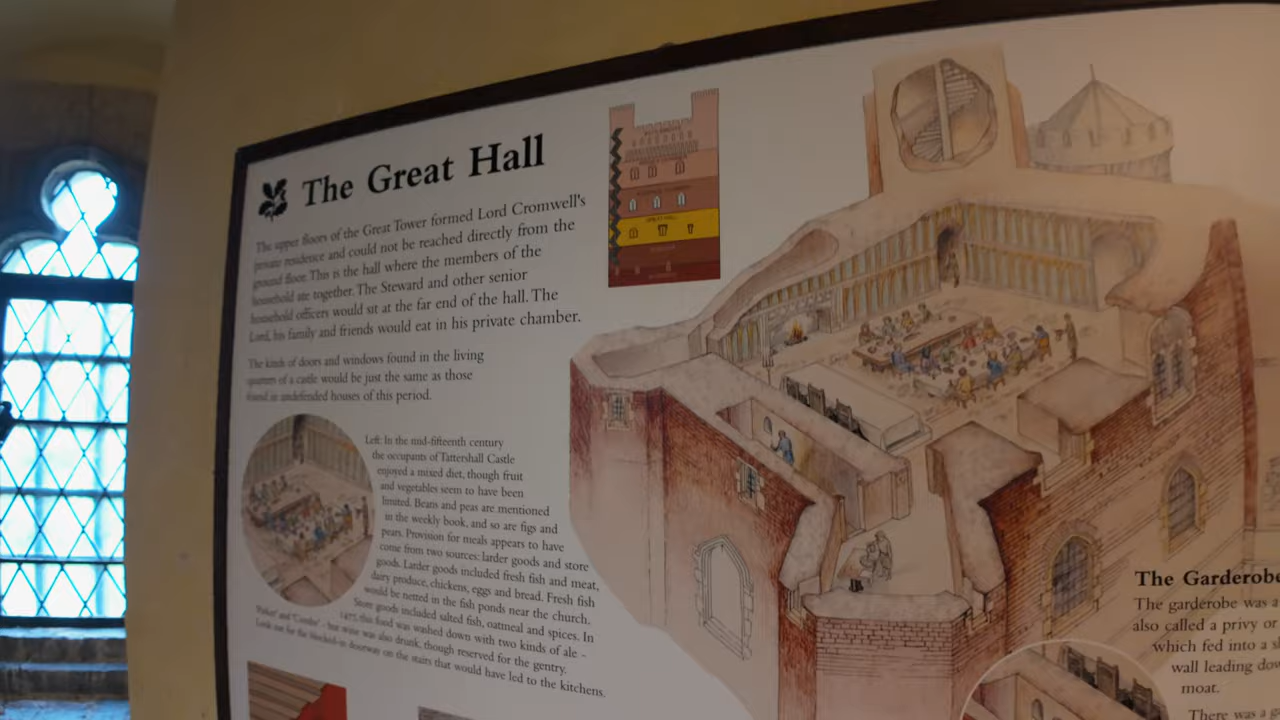 The Great Hall
The upper floors of the Great Tower formed Lord Cromwell's
private residence and could not be reached directly from the
ground floor. This is the hall where the members of the
household ate together. The Steward and other senior
household officers would sit at the far end of the hall. The
Lord, his family and friends would eat in his private chamber.
The kinds of doors and windows found in the living
quarters of a castle would be just the same as those
found in undefended houses of this period.
Left: In the mid-fifteenth century
the occupants of Tattershall Castle
enjoyed a mixed diet, though fruit
and vegetables seem to have been
limited. Beans and peas are mentioned
in the weekly book, and so are figs and
pears. Provision for meals appears to have
come from two sources: larder goods and store
goods. Larder goods included fresh fish and meat,
dairy produce, chickens, eggs and bread. Fresh fish
would be netted in the fish ponds near the church.
Store goods included salted fish, oatmeal and spices. In
1475, this food was washed down with two kinds of ale -
and - but wine was also drunk, though reserved for the gentry.
Look out for the blocked-in doorway on the stairs that would have led to the kitchens.
GREAT HALL
The Garderobe
The garderobe was a
also called a privy or
which fed into a
wall leading
moat.
There was a